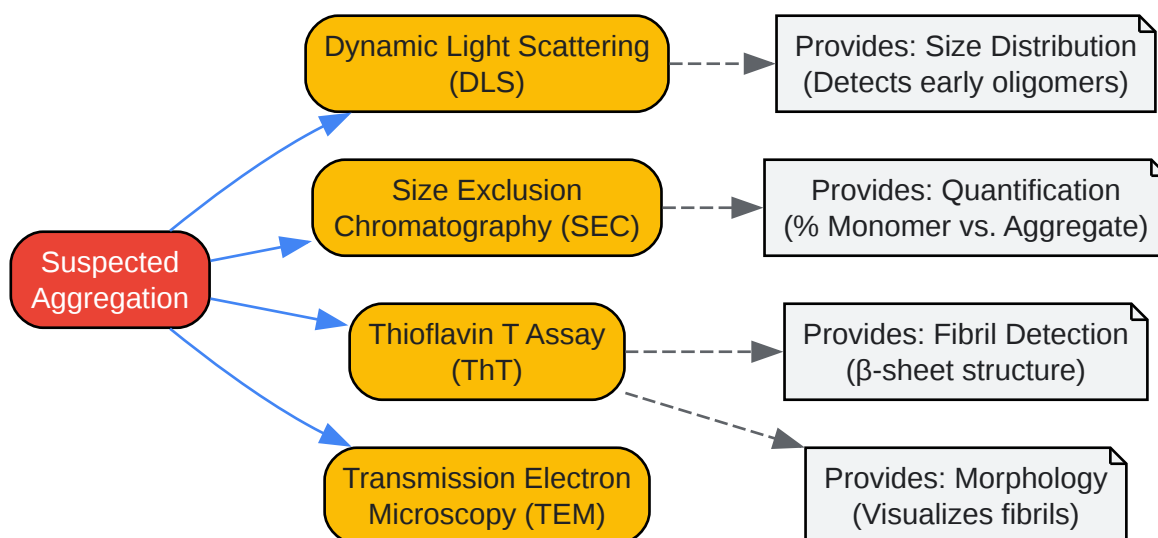 Suspected
Aggregation
Dynamic Light Scattering
(DLS)
Provides: Size Distribution
(Detects early oligomers)
Size Exclusion
Chromatography (SEC)
Provides: Quantification
(% Monomer vs. Aggregate)
Thioflavin T Assay
(ThT)
Provides: Fibril Detection
(β-sheet structure)
Transmission Electron
Microscopy (TEM)
Provides: Morphology
(Visualizes fibrils)